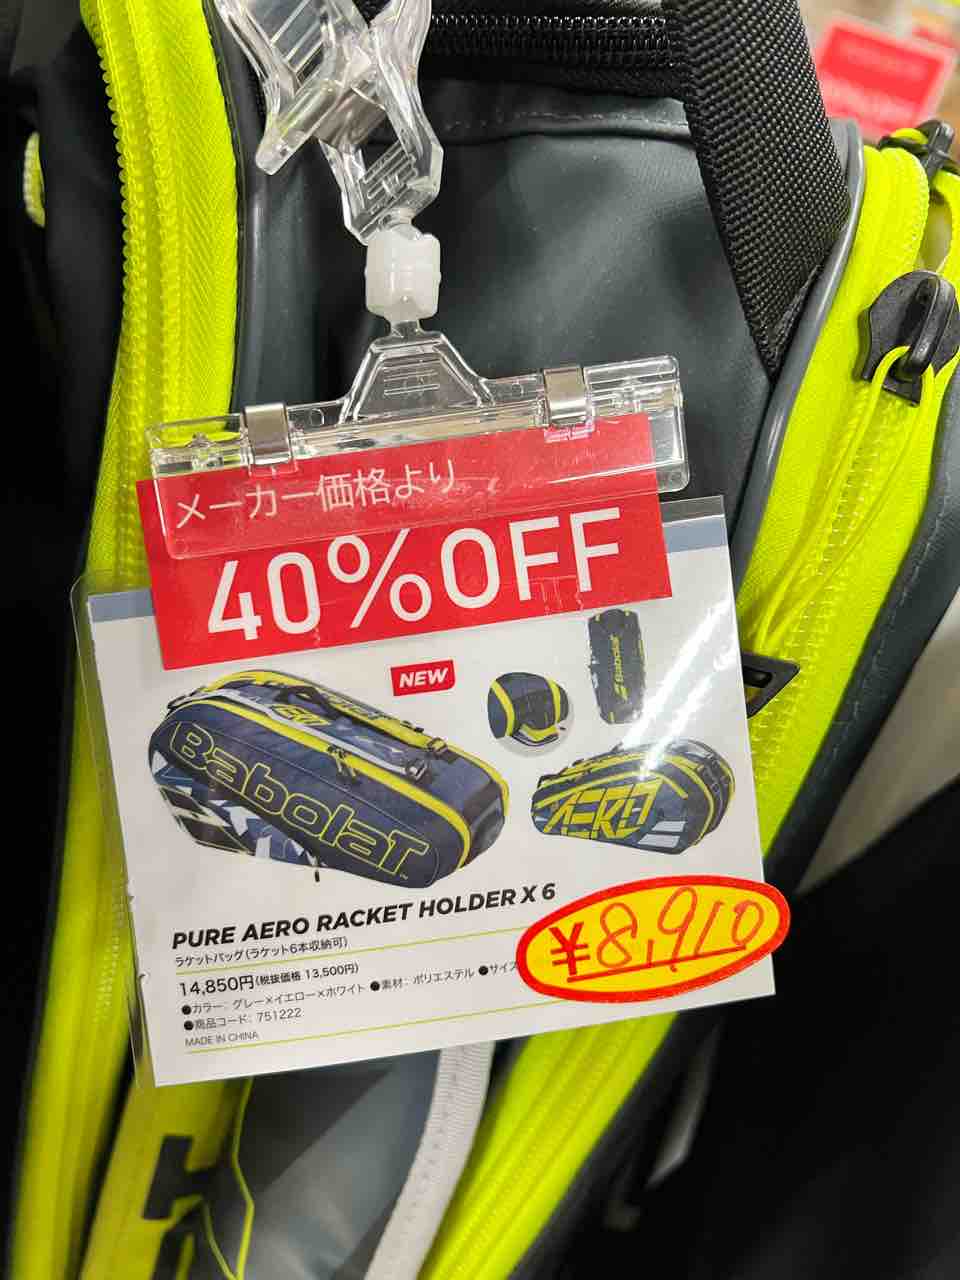 メーカー価格より
40%OFF
NEW
Babolat
AERO
Babolat
AERO
PURE AERO RACKET HOLDER X 6
ラケットバッグ(ラケット6本収納可)
14,850円(税抜価格 13,500円)
¥8,910
●カラー: グレー×イエロー×ホワイト ●素材: ポリエステル ●サイズ
●商品コード: 751222
MADE IN CHINA